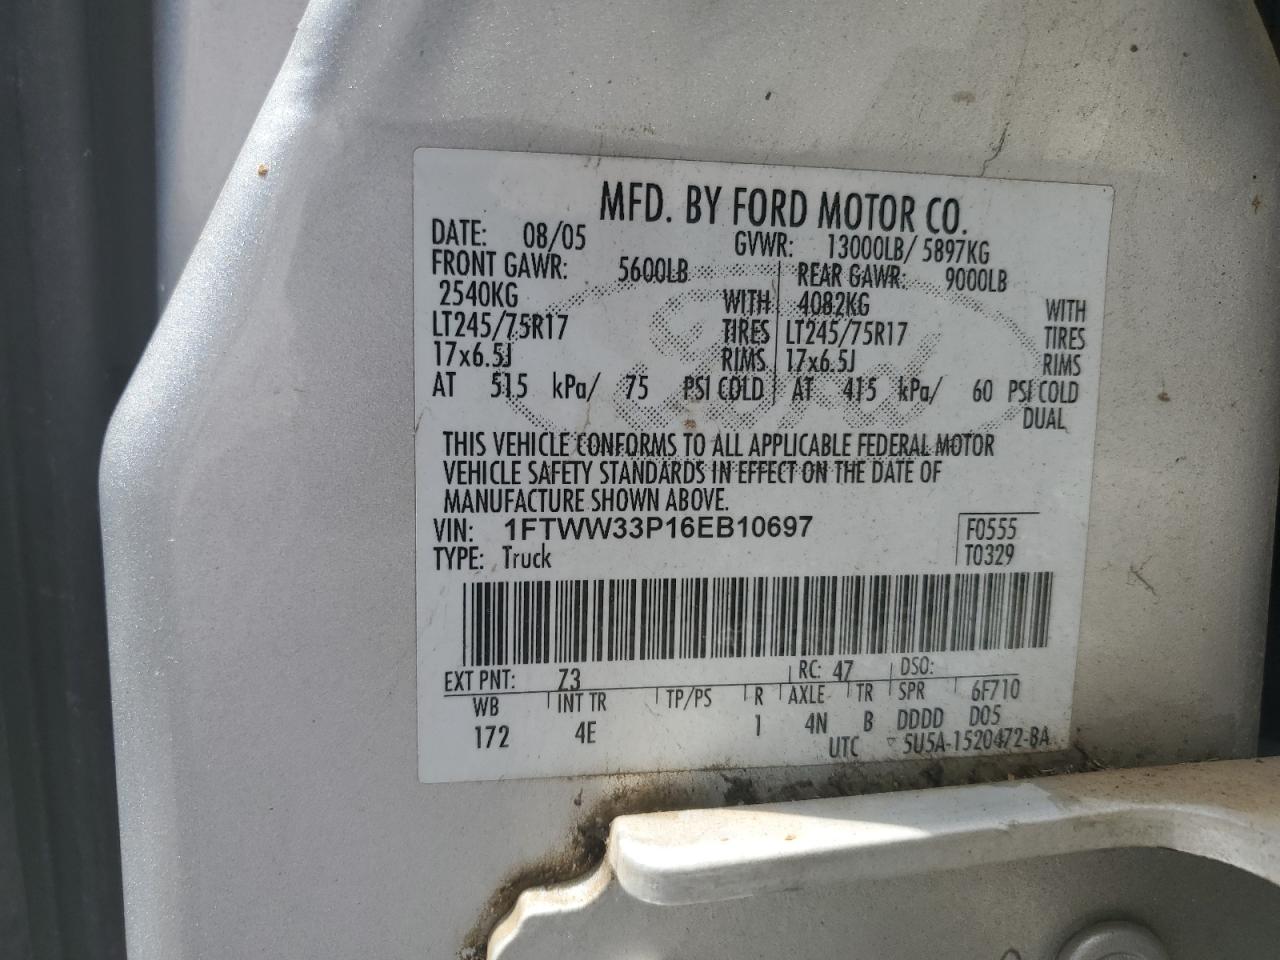 MFD. BY FORD MOTOR CO.
DATE: 08/05 GVWR: 13000LB/ 5897KG
FRONT GAWR: 5600LB REAR GAWR: 9000LB
2540KG WITH 4082KG WITH
LT245/75R17 TIRES LT245/75R17 TIRES
17x6.5J RIMS 17x6.5J RIMS
AT 515 kPa/ 75 PSI COLD AT 415 kPa/ 60 PSI COLD
DUAL
THIS VEHICLE CONFORMS TO ALL APPLICABLE FEDERAL MOTOR
VEHICLE SAFETY STANDARDS IN EFFECT ON THE DATE OF
MANUFACTURE SHOWN ABOVE.
VIN: 1FTWW33P16EB10697 F0555
TYPE: Truck T0329
EXT PNT: Z3 RC: 47 DSO:
WB INT TR TP/PS R AXLE TR SPR 6F710
172 4E 1 4N B DDDD D05
UTC ▽ 5U5A-1520472-BA